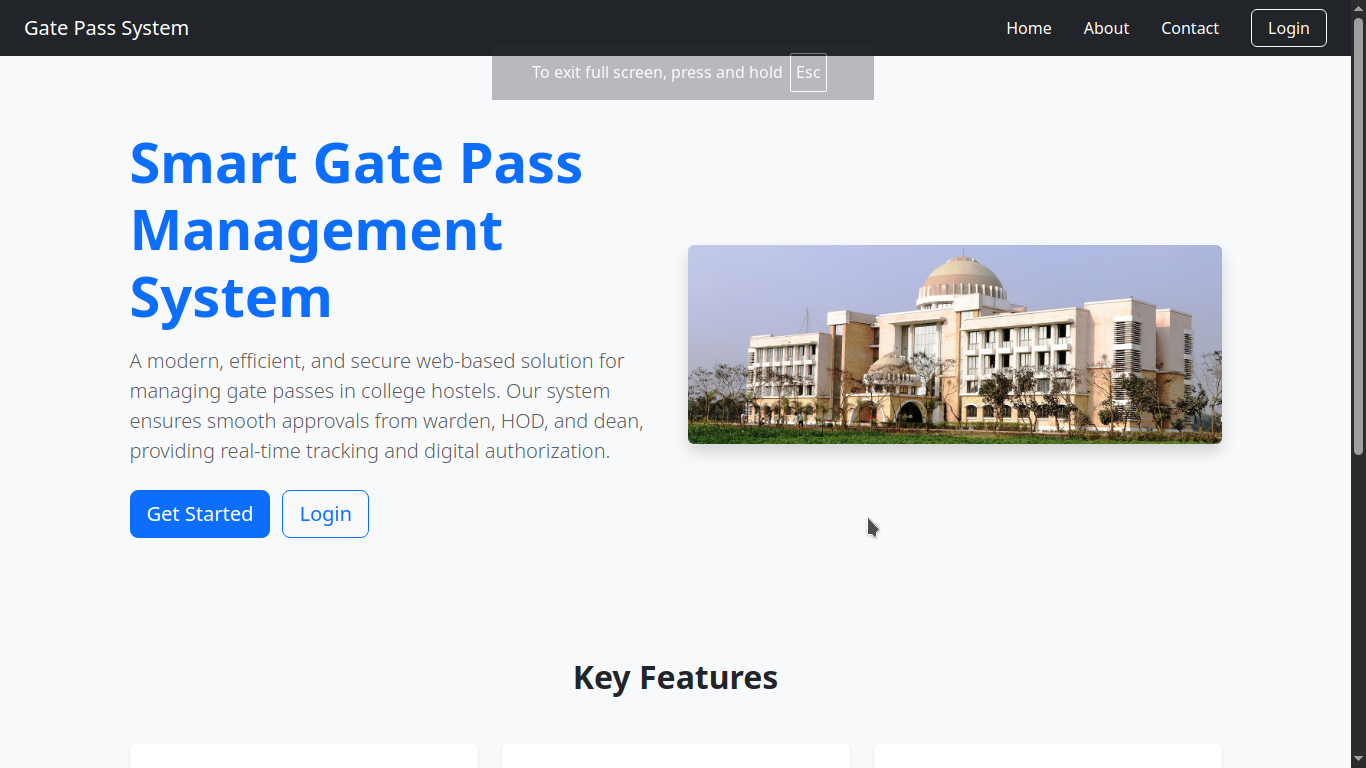 Gate Pass System
Home
About
Contact
Login
To exit full screen, press and hold Esc
Smart Gate Pass
Management
System
A modern, efficient, and secure web-based solution for
managing gate passes in college hostels. Our system
ensures smooth approvals from warden, HOD, and dean,
providing real-time tracking and digital authorization.
Get Started
Login
Key Features